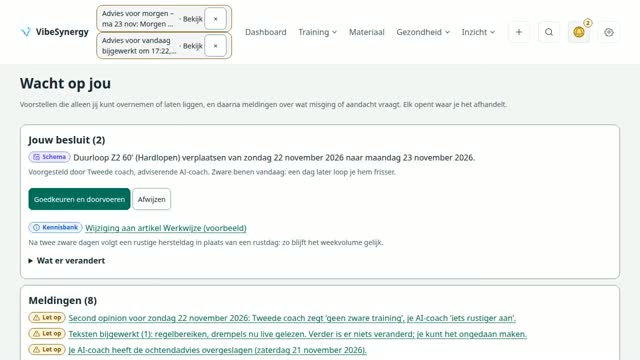 VibeSynergy
Advies voor morgen –
ma 23 nov: Morgen ...
· Bekijk
×
Advies voor vandaag
bijgewerkt om 17:22,...
· Bekijk
×
Dashboard
Training
Materiaal
Gezondheid
Inzicht
2
Wacht op jou
Voorstellen die alleen jij kunt overnemen of laten liggen, en daarna meldingen over wat misging of aandacht vraagt. Elk opent waar je het afhandelt.
Jouw besluit (2)
Schema Duurloop Z2 60' (Hardlopen) verplaatsen van zondag 22 november 2026 naar maandag 23 november 2026.
Voorgesteld door Tweede coach, adviserende AI-coach. Zware benen vandaag: een dag later loop je hem frisser.
Goedkeuren en doorvoeren Afwijzen
Kennisbank Wijziging aan artikel Werkwijze (voorbeeld)
Na twee zware dagen volgt een rustige hersteldag in plaats van een rustdag: zo blijft het weekvolume gelijk.
Wat er verandert
Meldingen (8)
Let op Second opinion voor zondag 22 november 2026: Tweede coach zegt 'geen zware training', je AI-coach 'iets rustiger aan'.
Let op Teksten bijgewerkt (1): regelbereiken, drempels nu live gelezen. Verder is er niets veranderd; je kunt het ongedaan maken.
Let op Je AI-coach heeft de ochtendadvies overgeslagen (zaterdag 21 november 2026).